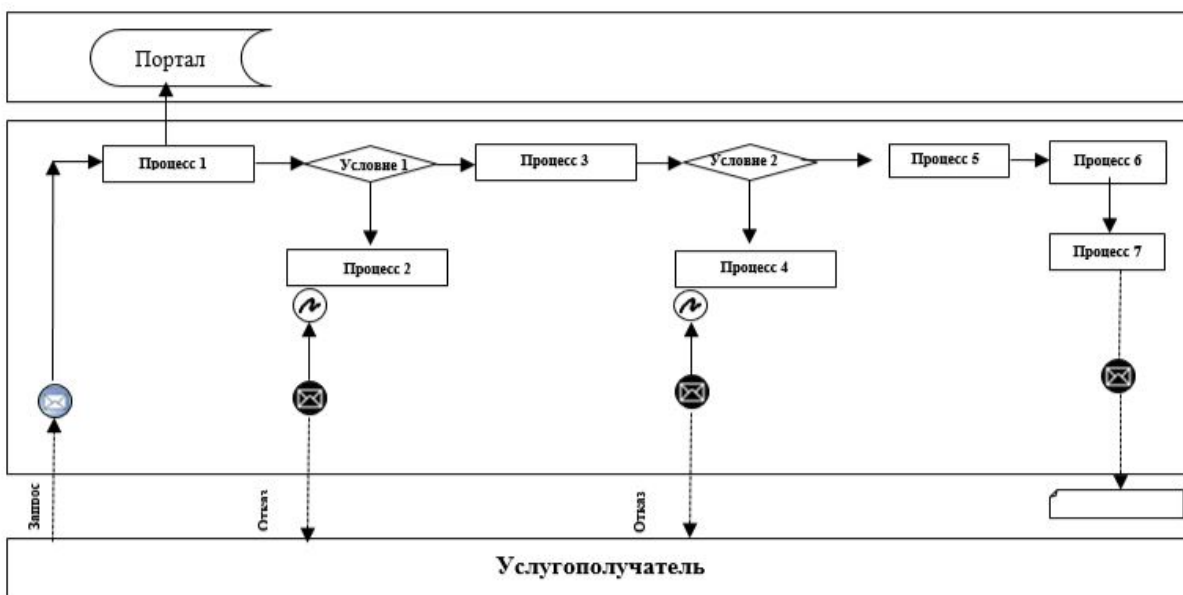 Портал
Процесс 1
Условие 1
Процесс 3
Условие 2
Процесс 5
Процесс 6
Процесс 2
Процесс 4
Процесс 7
Запрос
Отказ
Отказ
Услугополучатель